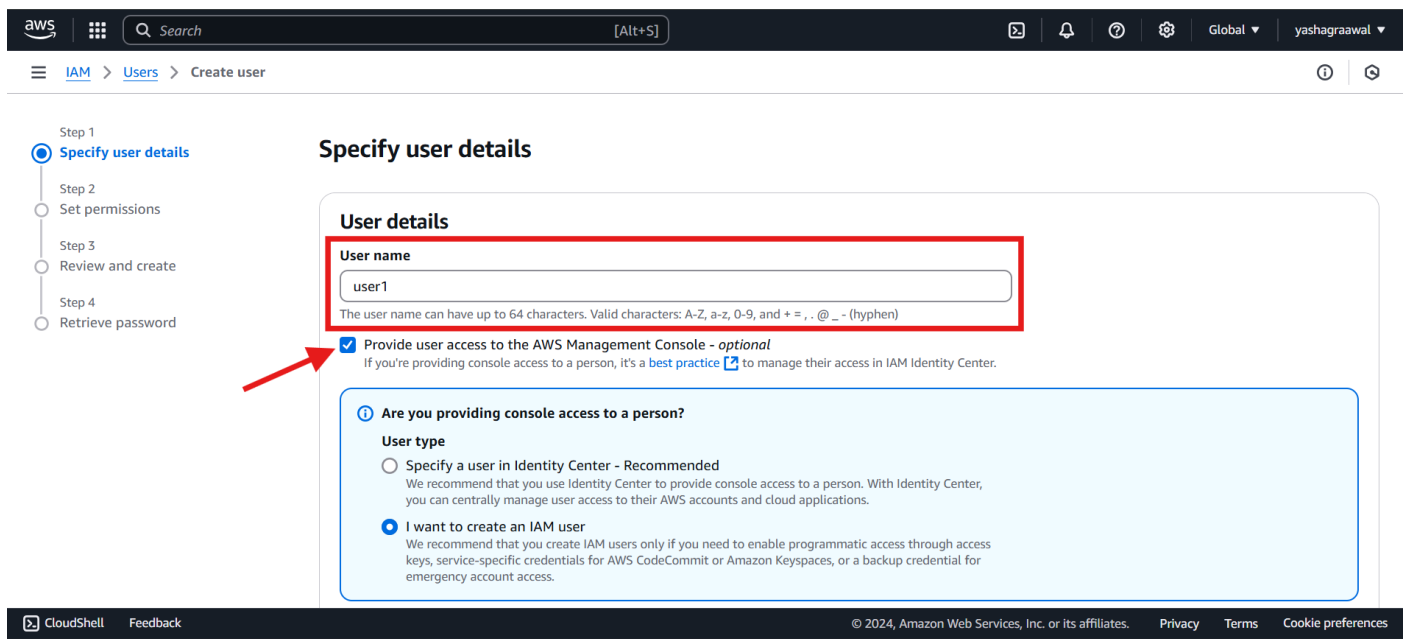 aws
Search
[Alt+S]
Global
yashagraawal
IAM > Users > Create user
Step 1
Specify user details
Step 2
Set permissions
Step 3
Review and create
Step 4
Retrieve password
Specify user details
User details
User name
user1
The user name can have up to 64 characters. Valid characters: A-Z, a-z, 0-9, and + = , . @ _ - (hyphen)
Provide user access to the AWS Management Console - optional
If you're providing console access to a person, it's a best practice to manage their access in IAM Identity Center.
Are you providing console access to a person?
User type
Specify a user in Identity Center - Recommended
We recommend that you use Identity Center to provide console access to a person. With Identity Center,
you can centrally manage user access to their AWS accounts and cloud applications.
I want to create an IAM user
We recommend that you create IAM users only if you need to enable programmatic access through access
keys, service-specific credentials for AWS CodeCommit or Amazon Keyspaces, or a backup credential for
emergency account access.
CloudShell
Feedback
© 2024, Amazon Web Services, Inc. or its affiliates.
Privacy
Terms
Cookie preferences